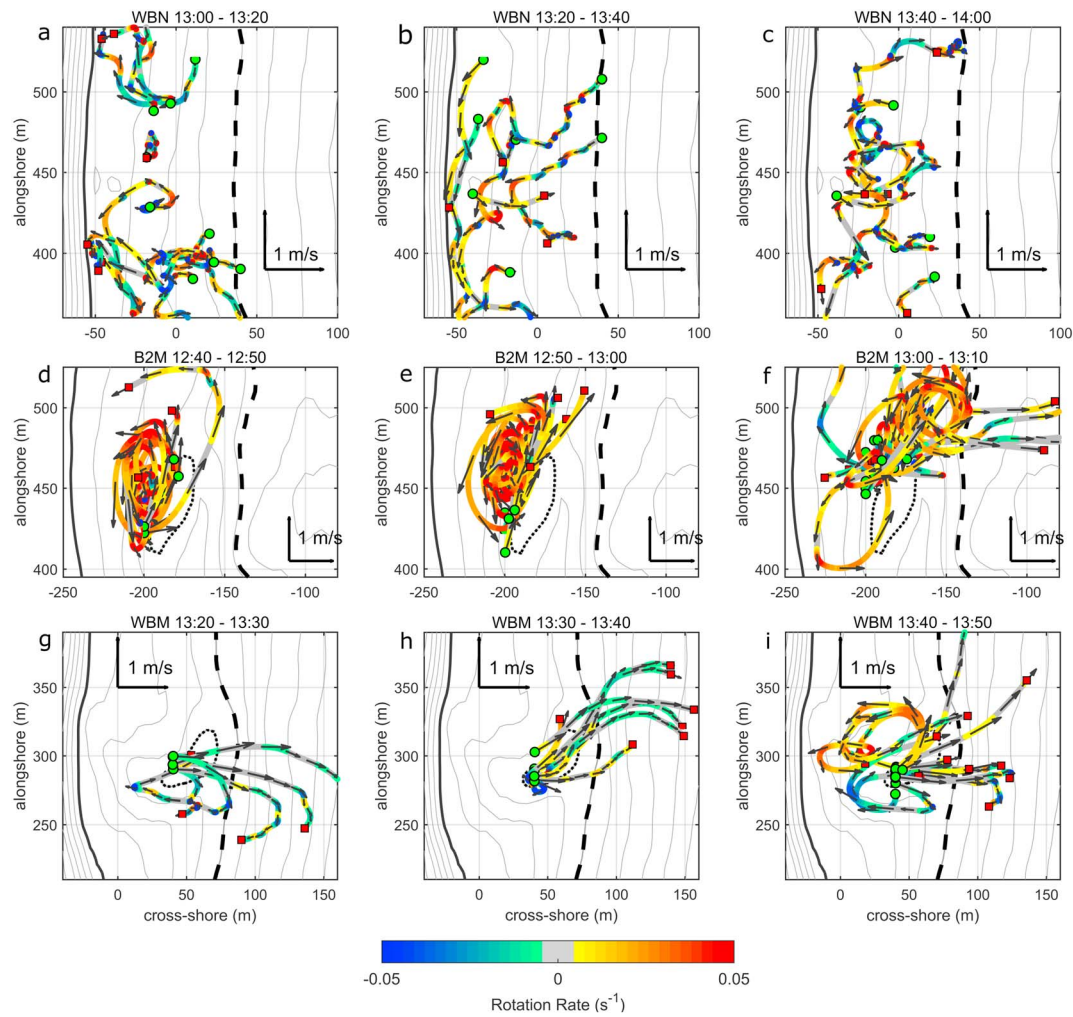 WBN 13:00 - 13:20 WBN 13:20 - 13:40 WBN 13:40 - 14:00
a b c
alongshore (m) alongshore (m) alongshore (m)
500 500 500
450 450 450
400 400 400
1 m/s 1 m/s 1 m/s
-50 0 50 100 -50 0 50 100 -50 0 50 100
B2M 12:40 - 12:50 B2M 12:50 - 13:00 B2M 13:00 - 13:10
d e f
alongshore (m) alongshore (m) alongshore (m)
500 500 500
450 450 450
1 m/s 1 m/s 1 m/s
400 400 400
-250 -200 -150 -100 -250 -200 -150 -100 -250 -200 -150 -100
WBM 13:20 - 13:30 WBM 13:30 - 13:40 WBM 13:40 - 13:50
g h i
1 m/s 1 m/s 1 m/s
alongshore (m) alongshore (m) alongshore (m)
350 350 350
300 300 300
250 250 250
0 50 100 150 0 50 100 150 0 50 100 150
cross-shore (m) cross-shore (m) cross-shore (m)
-0.05 0 0.05
Rotation Rate (s⁻¹)